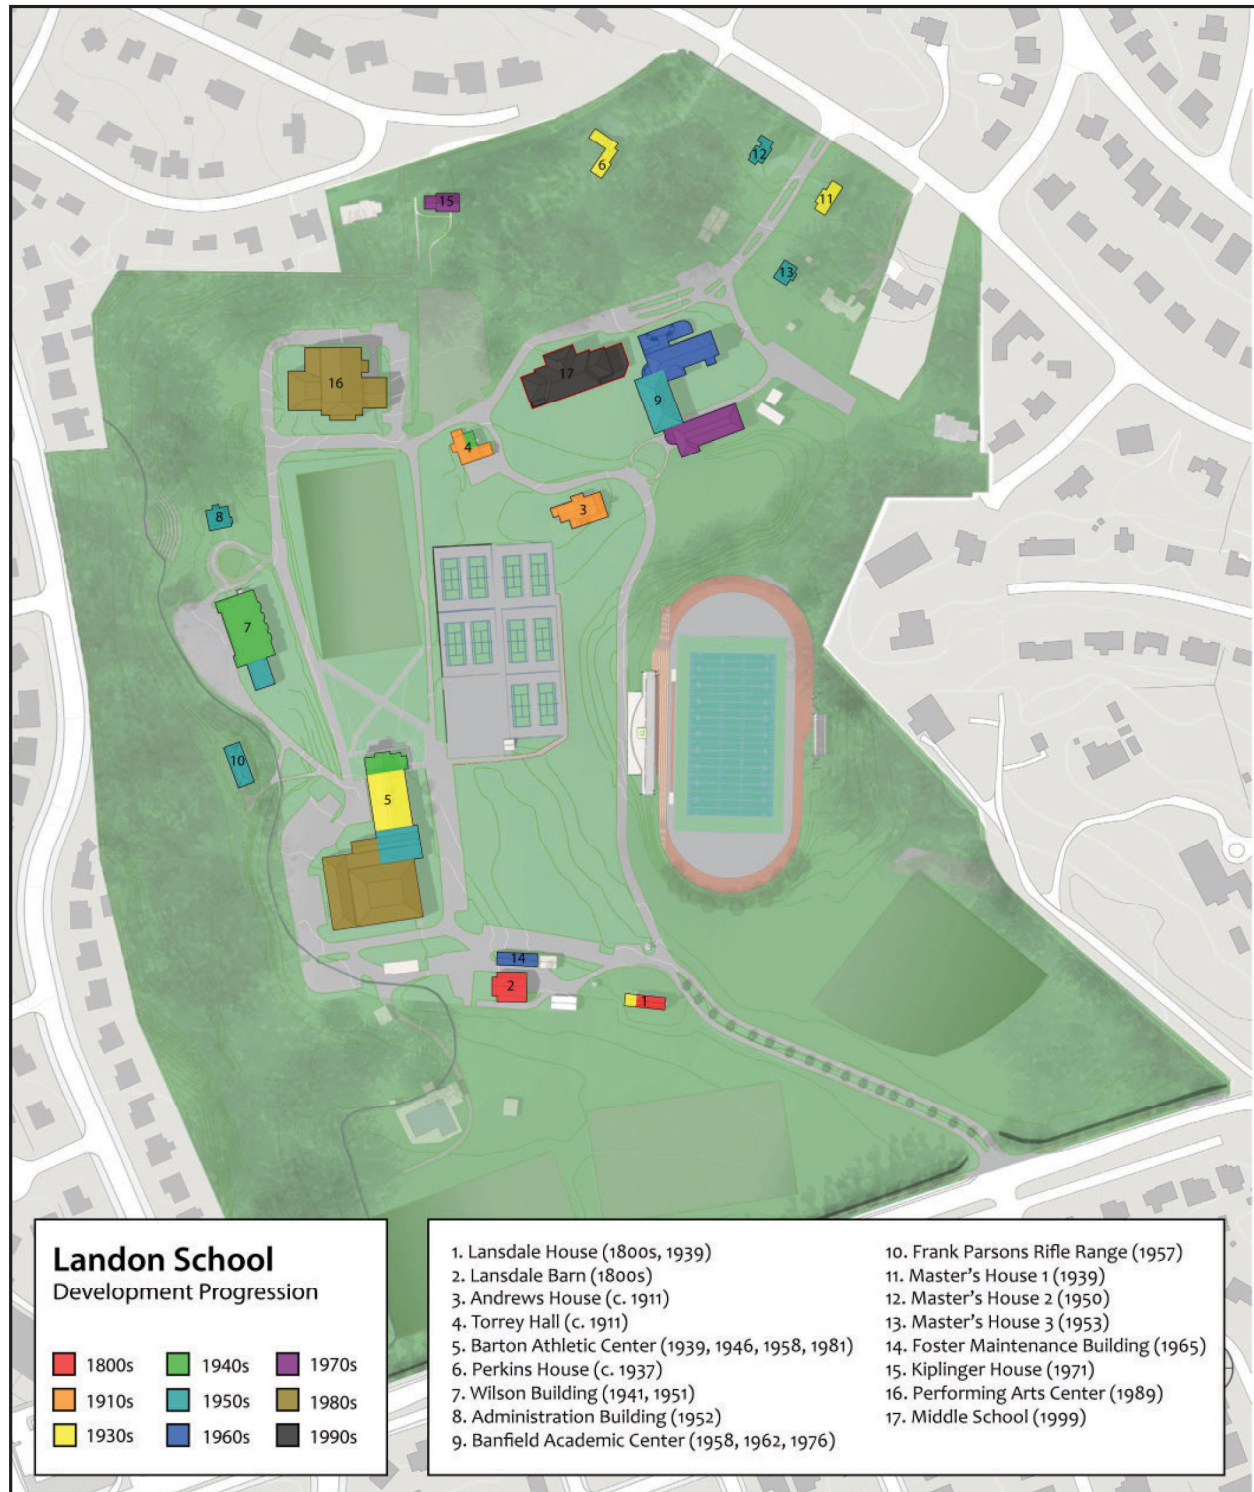 6
12
11
15
13
17
16
9
4
3
8
7
10
5
14
2
1
Landon School
Development Progression
1800s
1940s
1970s
1910s
1950s
1980s
1930s
1960s
1990s
1. Lansdale House (1800s, 1939)
2. Lansdale Barn (1800s)
3. Andrews House (c. 1911)
4. Torrey Hall (c. 1911)
5. Barton Athletic Center (1939, 1946, 1958, 1981)
6. Perkins House (c. 1937)
7. Wilson Building (1941, 1951)
8. Administration Building (1952)
9. Banfield Academic Center (1958, 1962, 1976)
10. Frank Parsons Rifle Range (1957)
11. Master's House 1 (1939)
12. Master's House 2 (1950)
13. Master's House 3 (1953)
14. Foster Maintenance Building (1965)
15. Kiplinger House (1971)
16. Performing Arts Center (1989)
17. Middle School (1999)